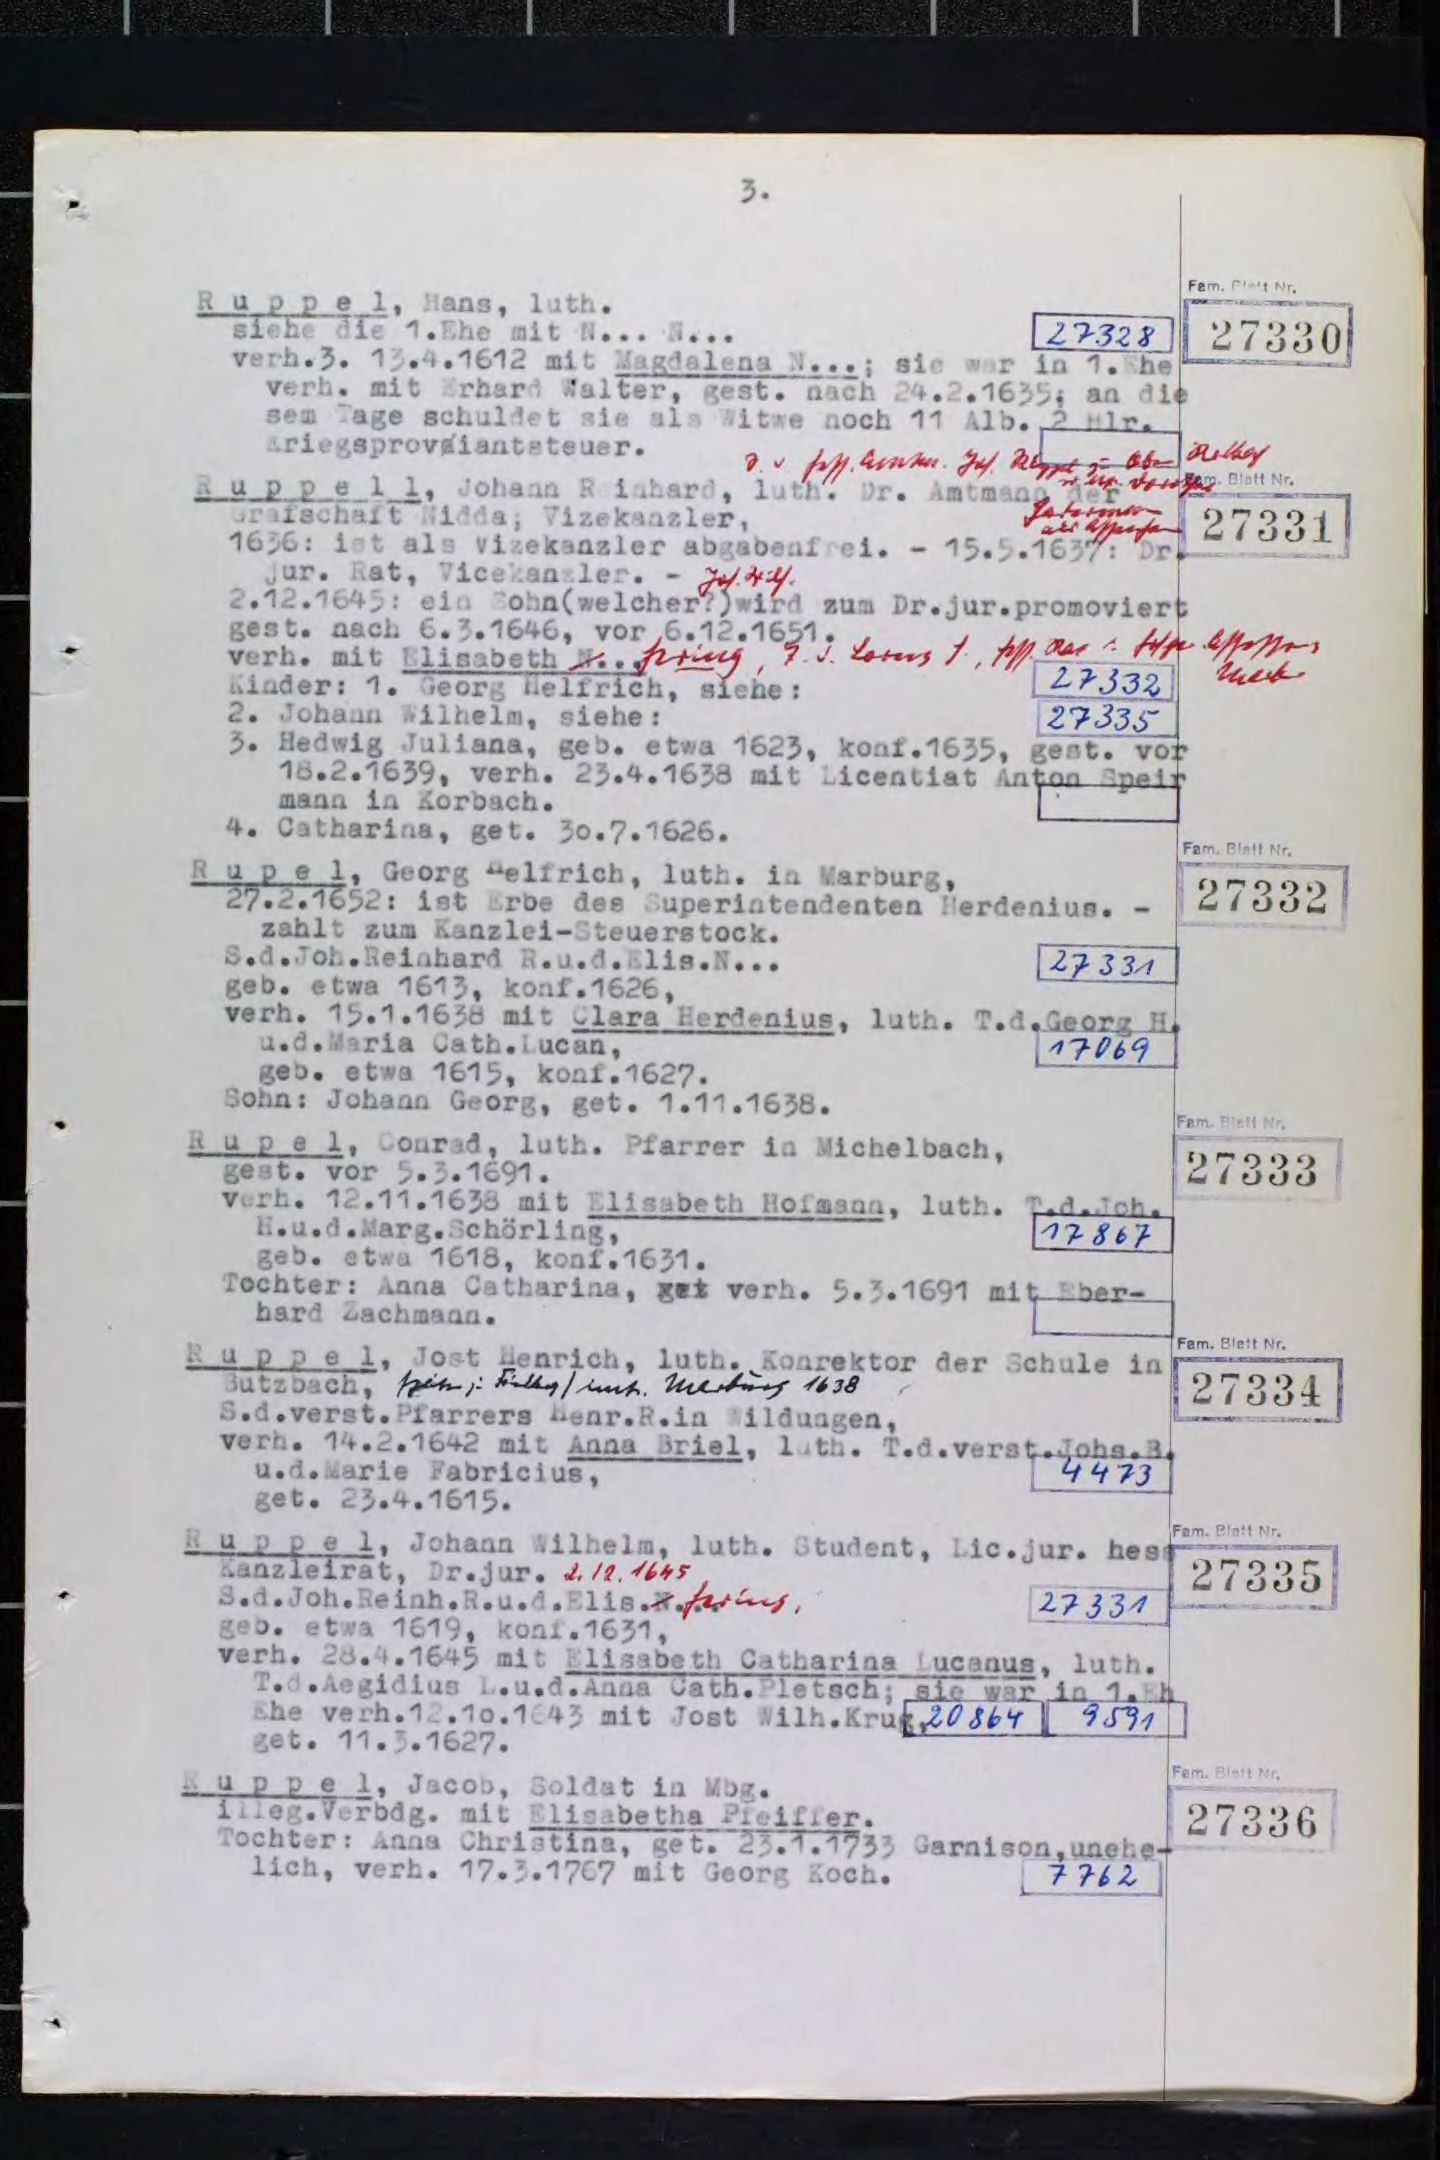 3.
Fam. Blatt Nr.
R u p p e l, Hans, luth.
siehe die 1.Ehe mit N... N... 27328 27330
verh.3. 13.4.1612 mit Magdalena N...; sie war in 1.Ehe
verh. mit Erhard Walter, gest. nach 24.2.1635; an die
sem Tage schuldet sie als Witwe noch 11 Alb. 2 Hlr.
Kriegsproviantsteuer.
Fam. Blatt Nr.
R u p p e l l, Johann Reinhard, luth. Dr. Amtmann der
Grafschaft Nidda; Vizekanzler, 27331
1636: ist als Vizekanzler abgabenfrei. - 15.5.1637: Dr.
jur. Rat, Vicekanzler. - Joh. Wilh.
2.12.1645: ein Sohn(welcher?)wird zum Dr.jur.promoviert
gest. nach 6.3.1646, vor 6.12.1651.
verh. mit Elisabeth N...
Kinder: 1. Georg Helfrich, siehe: 27332
2. Johann Wilhelm, siehe: 27335
3. Hedwig Juliana, geb. etwa 1623, konf.1635, gest. vor
18.2.1639, verh. 23.4.1638 mit Licentiat Anton Speir
mann in Korbach.
4. Catharina, get. 30.7.1626.
Fam. Blatt Nr.
R u p e l, Georg Helfrich, luth. in Marburg, 27332
27.2.1652: ist Erbe des Superintendenten Herdenius. -
zahlt zum Kanzlei-Steuerstock.
S.d.Joh.Reinhard R.u.d.Elis.N... 27331
geb. etwa 1613, konf.1626,
verh. 15.1.1638 mit Clara Herdenius, luth. T.d.Georg H.
u.d.Maria Cath.Lucan, 17069
geb. etwa 1615, konf.1627.
Sohn: Johann Georg, get. 1.11.1638.
Fam. Blatt Nr.
R u p e l, Conrad, luth. Pfarrer in Michelbach,
gest. vor 5.3.1691. 27333
verh. 12.11.1638 mit Elisabeth Hofmann, luth. T.d.Joh.
H.u.d.Marg.Schörling, 17867
geb. etwa 1618, konf.1631.
Tochter: Anna Catharina, get verh. 5.3.1691 mit Eber-
hard Zachmann.
Fam. Blatt Nr.
R u p p e l, Jost Henrich, luth. Konrektor der Schule in
Butzbach, Marburg 1638 27334
S.d.verst.Pfarrers Henr.R.in Wildungen,
verh. 14.2.1642 mit Anna Briel, luth. T.d.verst.Johs.B.
u.d.Marie Fabricius, 4473
get. 23.4.1615.
Fam. Blatt Nr.
R u p p e l, Johann Wilhelm, luth. Student, Lic.jur. hess
Kanzleirat, Dr.jur. 2.12.1645 27335
S.d.Joh.Reinh.R.u.d.Elis.N... 27331
geb. etwa 1619, konf.1631,
verh. 28.4.1645 mit Elisabeth Catharina Lucanus, luth.
T.d.Aegidius L.u.d.Anna Cath.Pletsch; sie war in 1.Eh
Ehe verh.12.10.1643 mit Jost Wilh.Krug, 20864 9591
get. 11.3.1627.
Fam. Blatt Nr.
R u p p e l, Jacob, Soldat in Mbg.
illeg.Verbdg. mit Elisabetha Pfeiffer. 27336
Tochter: Anna Christina, get. 23.1.1733 Garnison,unehe-
lich, verh. 17.3.1767 mit Georg Koch. 7762